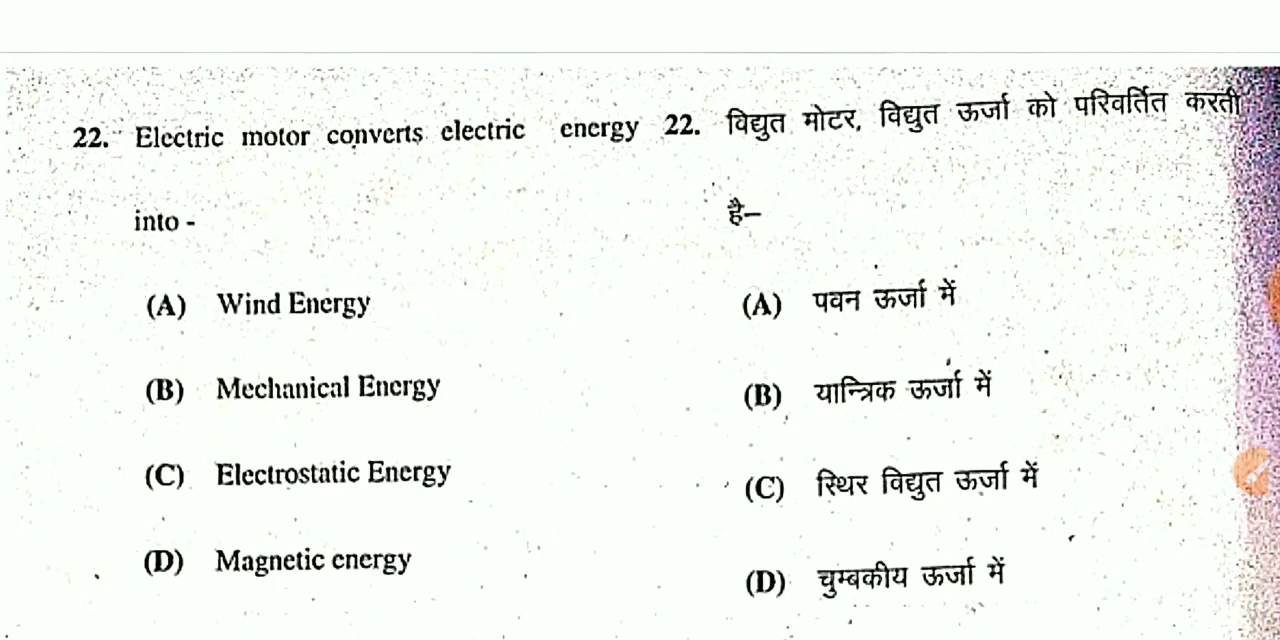 22. Electric motor converts electric energy
into -
(A) Wind Energy
(B) Mechanical Energy
(C) Electrostatic Energy
(D) Magnetic energy
22. विद्युत मोटर, विद्युत ऊर्जा को परिवर्तित करती
है–
(A) पवन ऊर्जा में
(B) यान्त्रिक ऊर्जा में
(C) स्थिर विद्युत ऊर्जा में
(D) चुम्बकीय ऊर्जा में